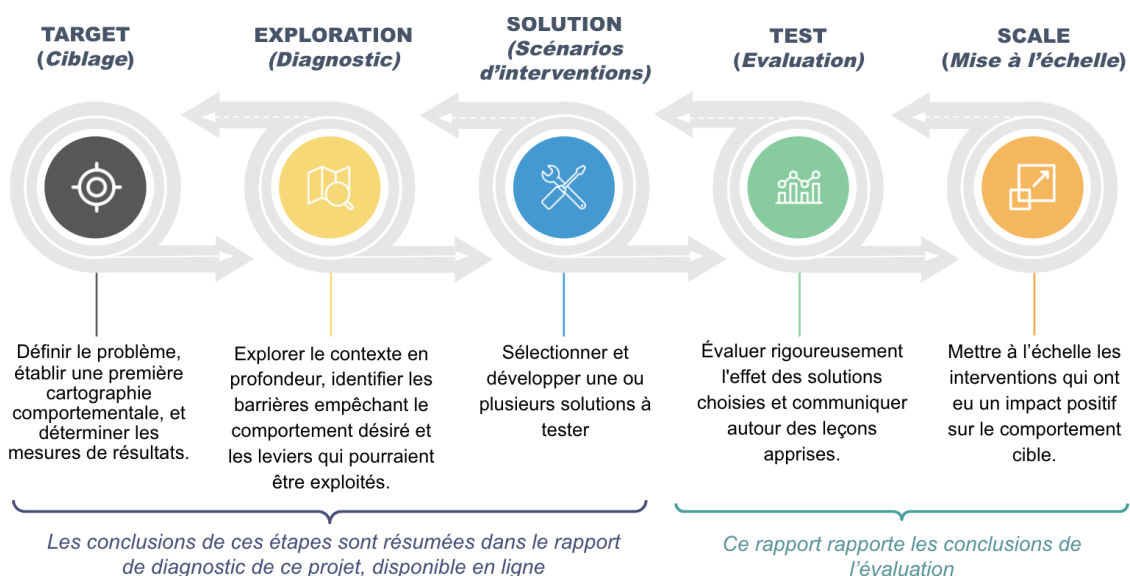 TARGET
(Ciblage)
EXPLORATION
(Diagnostic)
SOLUTION
(Scénarios
d'interventions)
TEST
(Evaluation)
SCALE
(Mise à l'échelle)
Définir le problème,
établir une première
cartographie
comportementale, et
déterminer les
mesures de résultats.
Explorer le contexte en
profondeur, identifier les
barrières empêchant le
comportement désiré et
les leviers qui pourraient
être exploités.
Sélectionner et
développer une ou
plusieurs solutions à
tester
Évaluer rigoureusement
l'effet des solutions
choisies et communiquer
autour des leçons
apprises.
Mettre à l'échelle les
interventions qui ont
eu un impact positif
sur le comportement
cible.
Les conclusions de ces étapes sont résumées dans le rapport
de diagnostic de ce projet, disponible en ligne
Ce rapport rapporte les conclusions de
l'évaluation